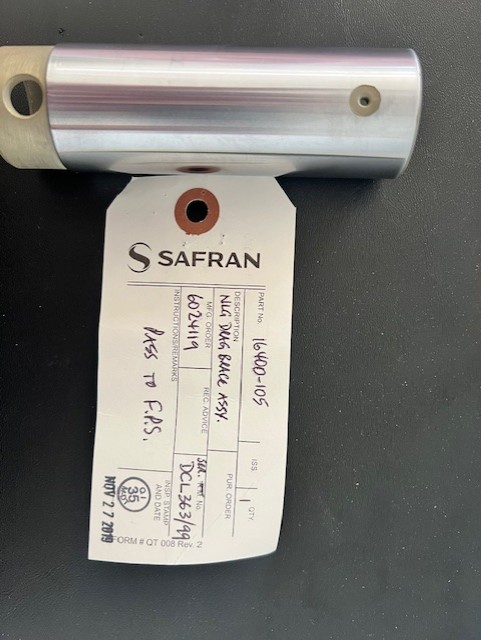 SAFRAN
PART No. 16400-105 ISS. QTY. 1
DESCRIPTION PUR. ORDER
NLG DRAG BRACE ASSY.
MFG. ORDER REC. ADVICE SER. No.
6024119 DCL363/99
INSTRUCTIONS/REMARKS INSP. STAMP AND DATE
PASS TO F.P.S.
35
NOV 27 2019
FORM # QT 008 Rev. 2